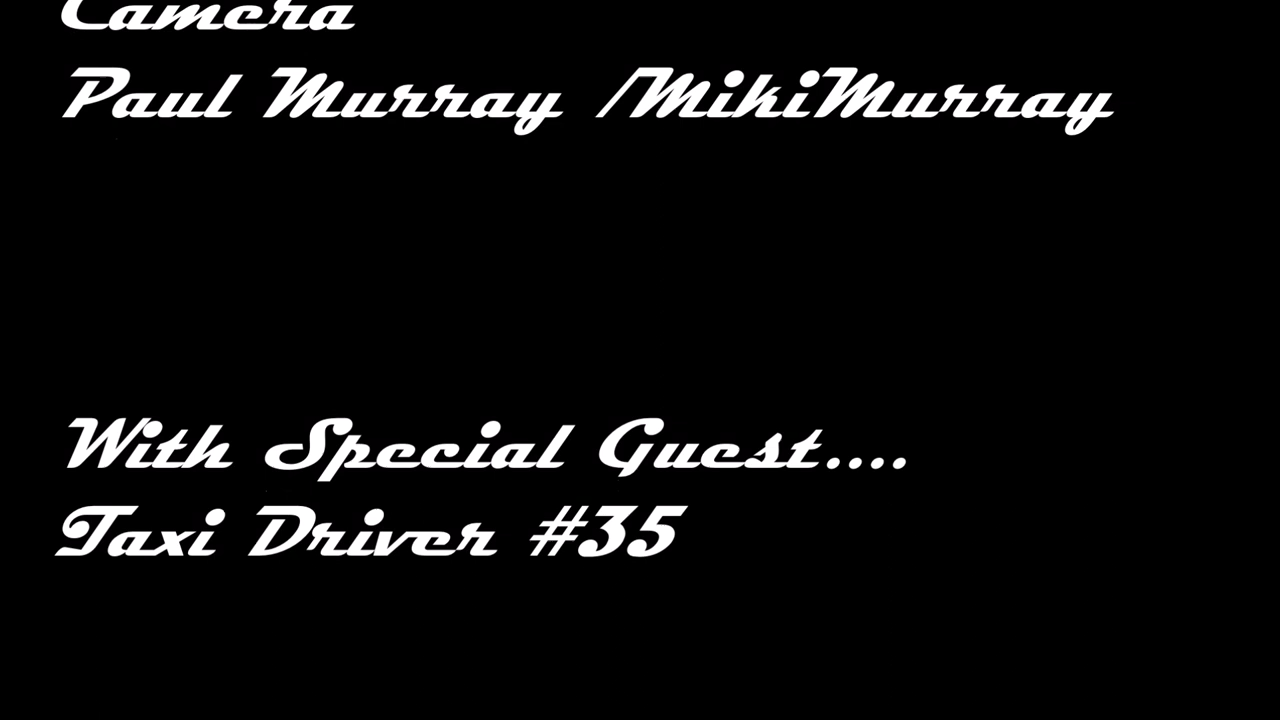 Camera
Paul Murray /MikiMurray
With Special Guest....
Taxi Driver #35